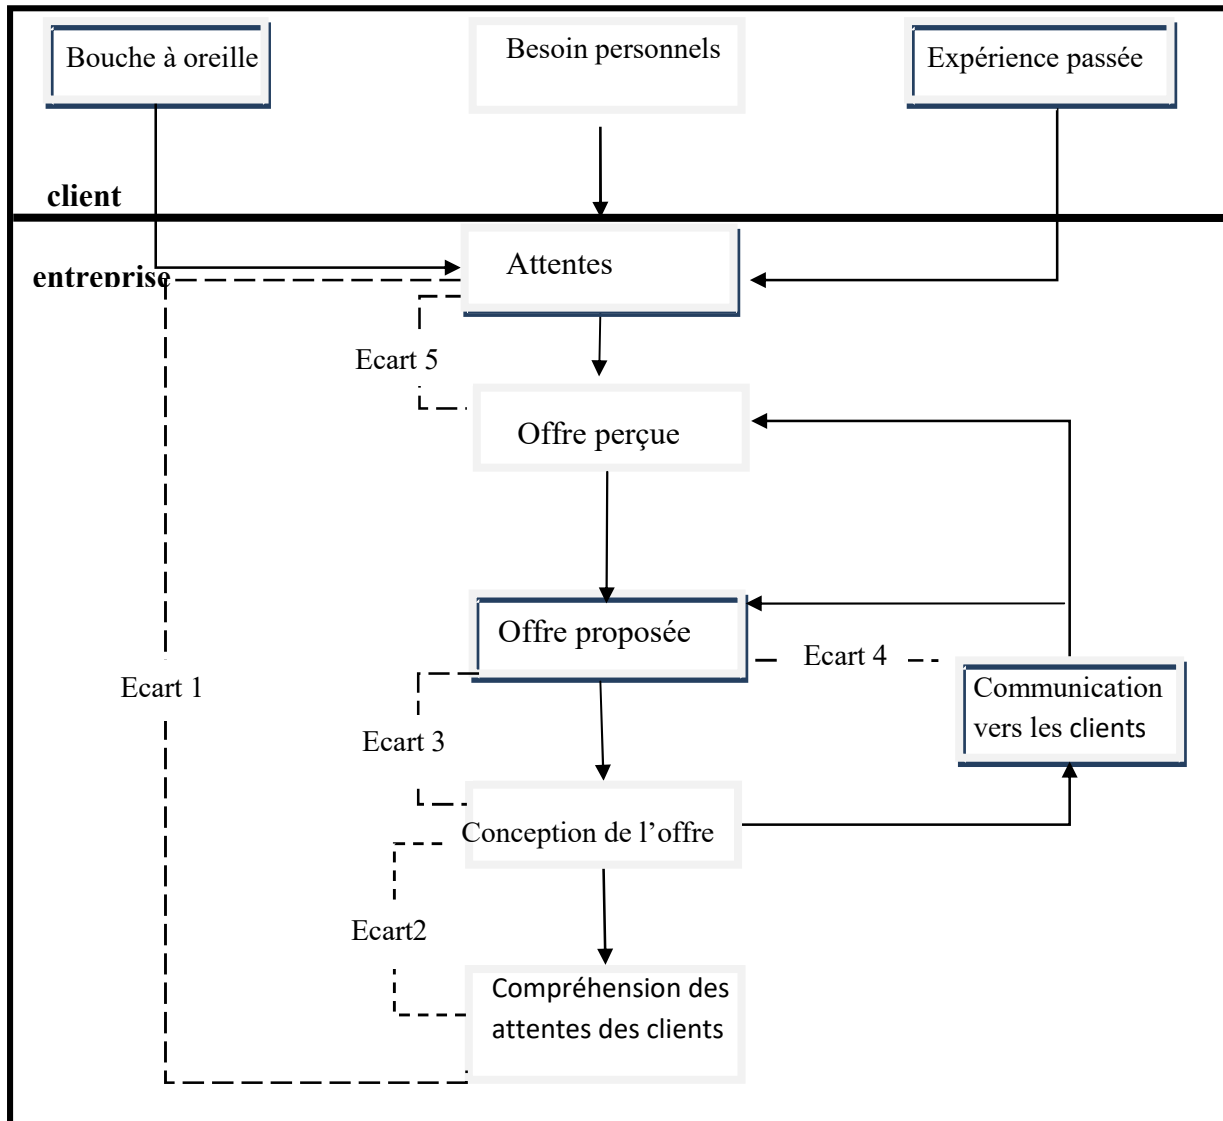 Bouche à oreille
Besoin personnels
Expérience passée
client
entreprise
Attentes
Ecart 5
Offre perçue
Offre proposée
Ecart 4
Ecart 1
Communication
vers les clients
Ecart 3
Conception de l’offre
Ecart2
Compréhension des
attentes des clients